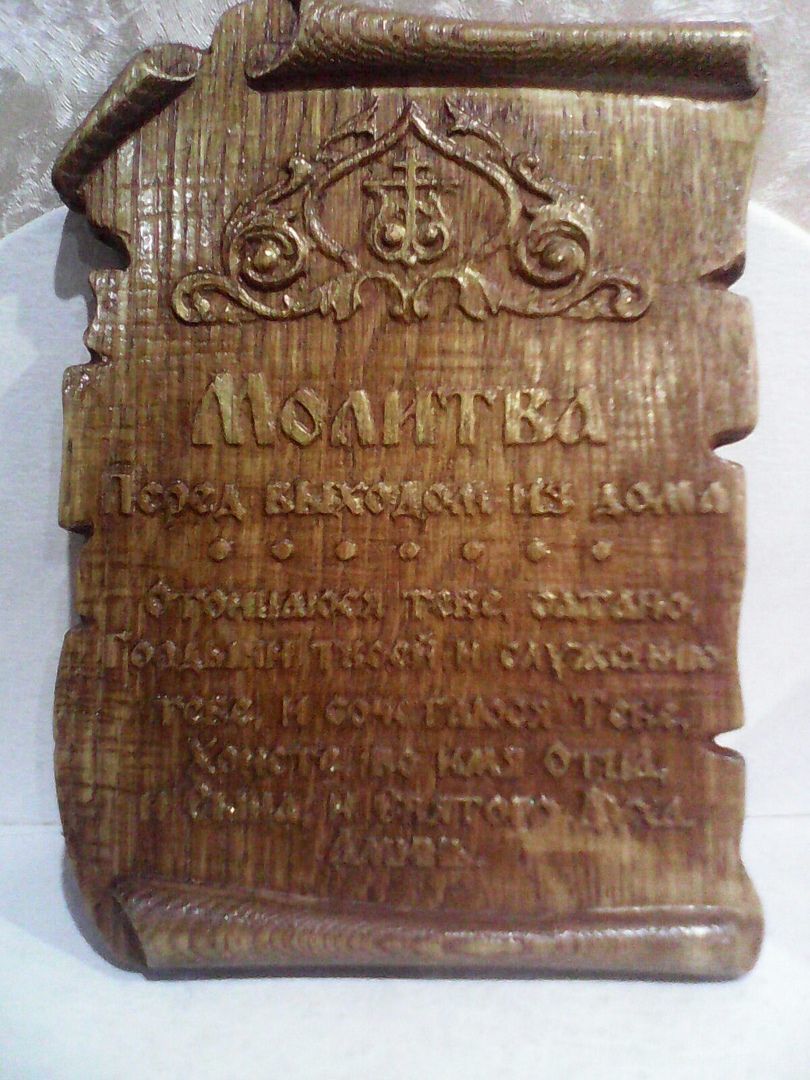 Молитва
Перед выходом из дома
Отрицаюся тебе, сатано,
Гордыни твоей и служению
тебе, и сочетаюся Тебе,
Христе, во имя Отца,
и Сына, и Святого Духа,
Аминь.